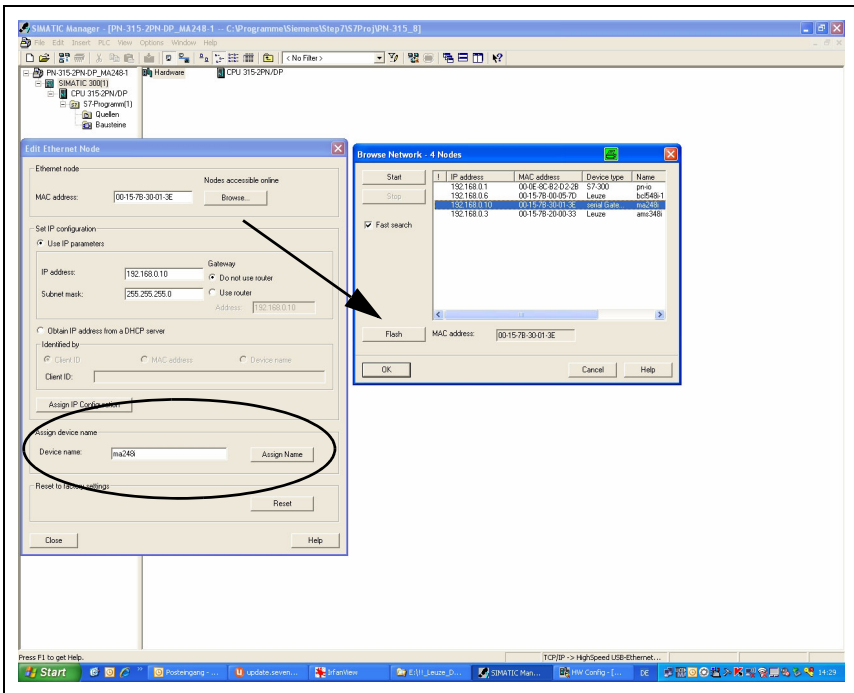 SIMATIC Manager - [PN-315-2PN-DP_MA248-1 -- C:\Programme\Siemens\Step7\S7Proj\PN-315_8]
File Edit Insert PLC View Options Window Help
< No Filter >
PN-315-2PN-DP_MA248-1
SIMATIC 300(1)
CPU 315-2PN/DP
S7-Programm(1)
Quellen
Bausteine
Hardware CPU 315-2PN/DP
Edit Ethernet Node
Ethernet node
Nodes accessible online
MAC address: 00-15-7B-30-01-3E Browse...
Set IP configuration
Use IP parameters
Gateway
IP address: 192.168.0.10 Do not use router
Subnet mask: 255.255.255.0 Use router
Address: 192.168.0.10
Obtain IP address from a DHCP server
Identified by
Client ID MAC address Device name
Client ID:
Assign IP Configuration
Assign device name
Device name: ma248i Assign Name
Reset to factory settings
Reset
Close Help
Browse Network - 4 Nodes
Start
Stop
Fast search
! IP address MAC address Device type Name
192.168.0.1 00-0E-8C-B2-D2-2B S7-300 pn-io
192.168.0.6 00-15-7B-00-05-7D Leuze bcl548i-1
192.168.0.10 00-15-7B-30-01-3E serial Gate... ma248i
192.168.0.3 00-15-7B-20-00-33 Leuze ams348i
Flash MAC address: 00-15-7B-30-01-3E
OK Cancel Help
Press F1 to get Help.
TCP/IP -> HighSpeed USB-Ethernet...
Start Posteingang - ... update.seven... IrfanView E:\!!_Leuze_D... SIMATIC Man... HW Config - [... DE 14:29